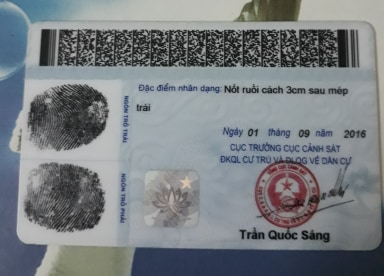 Đặc điểm nhân dạng: Nốt ruồi cách 3cm sau mép
trái
NGÓN TRỎ TRÁI
Ngày 01 tháng 09 năm 2016
CỤC TRƯỞNG CỤC CẢNH SÁT
ĐKQL CƯ TRÚ VÀ DLQG VỀ DÂN CƯ
NGÓN TRỎ PHẢI
Trần Quốc Sáng